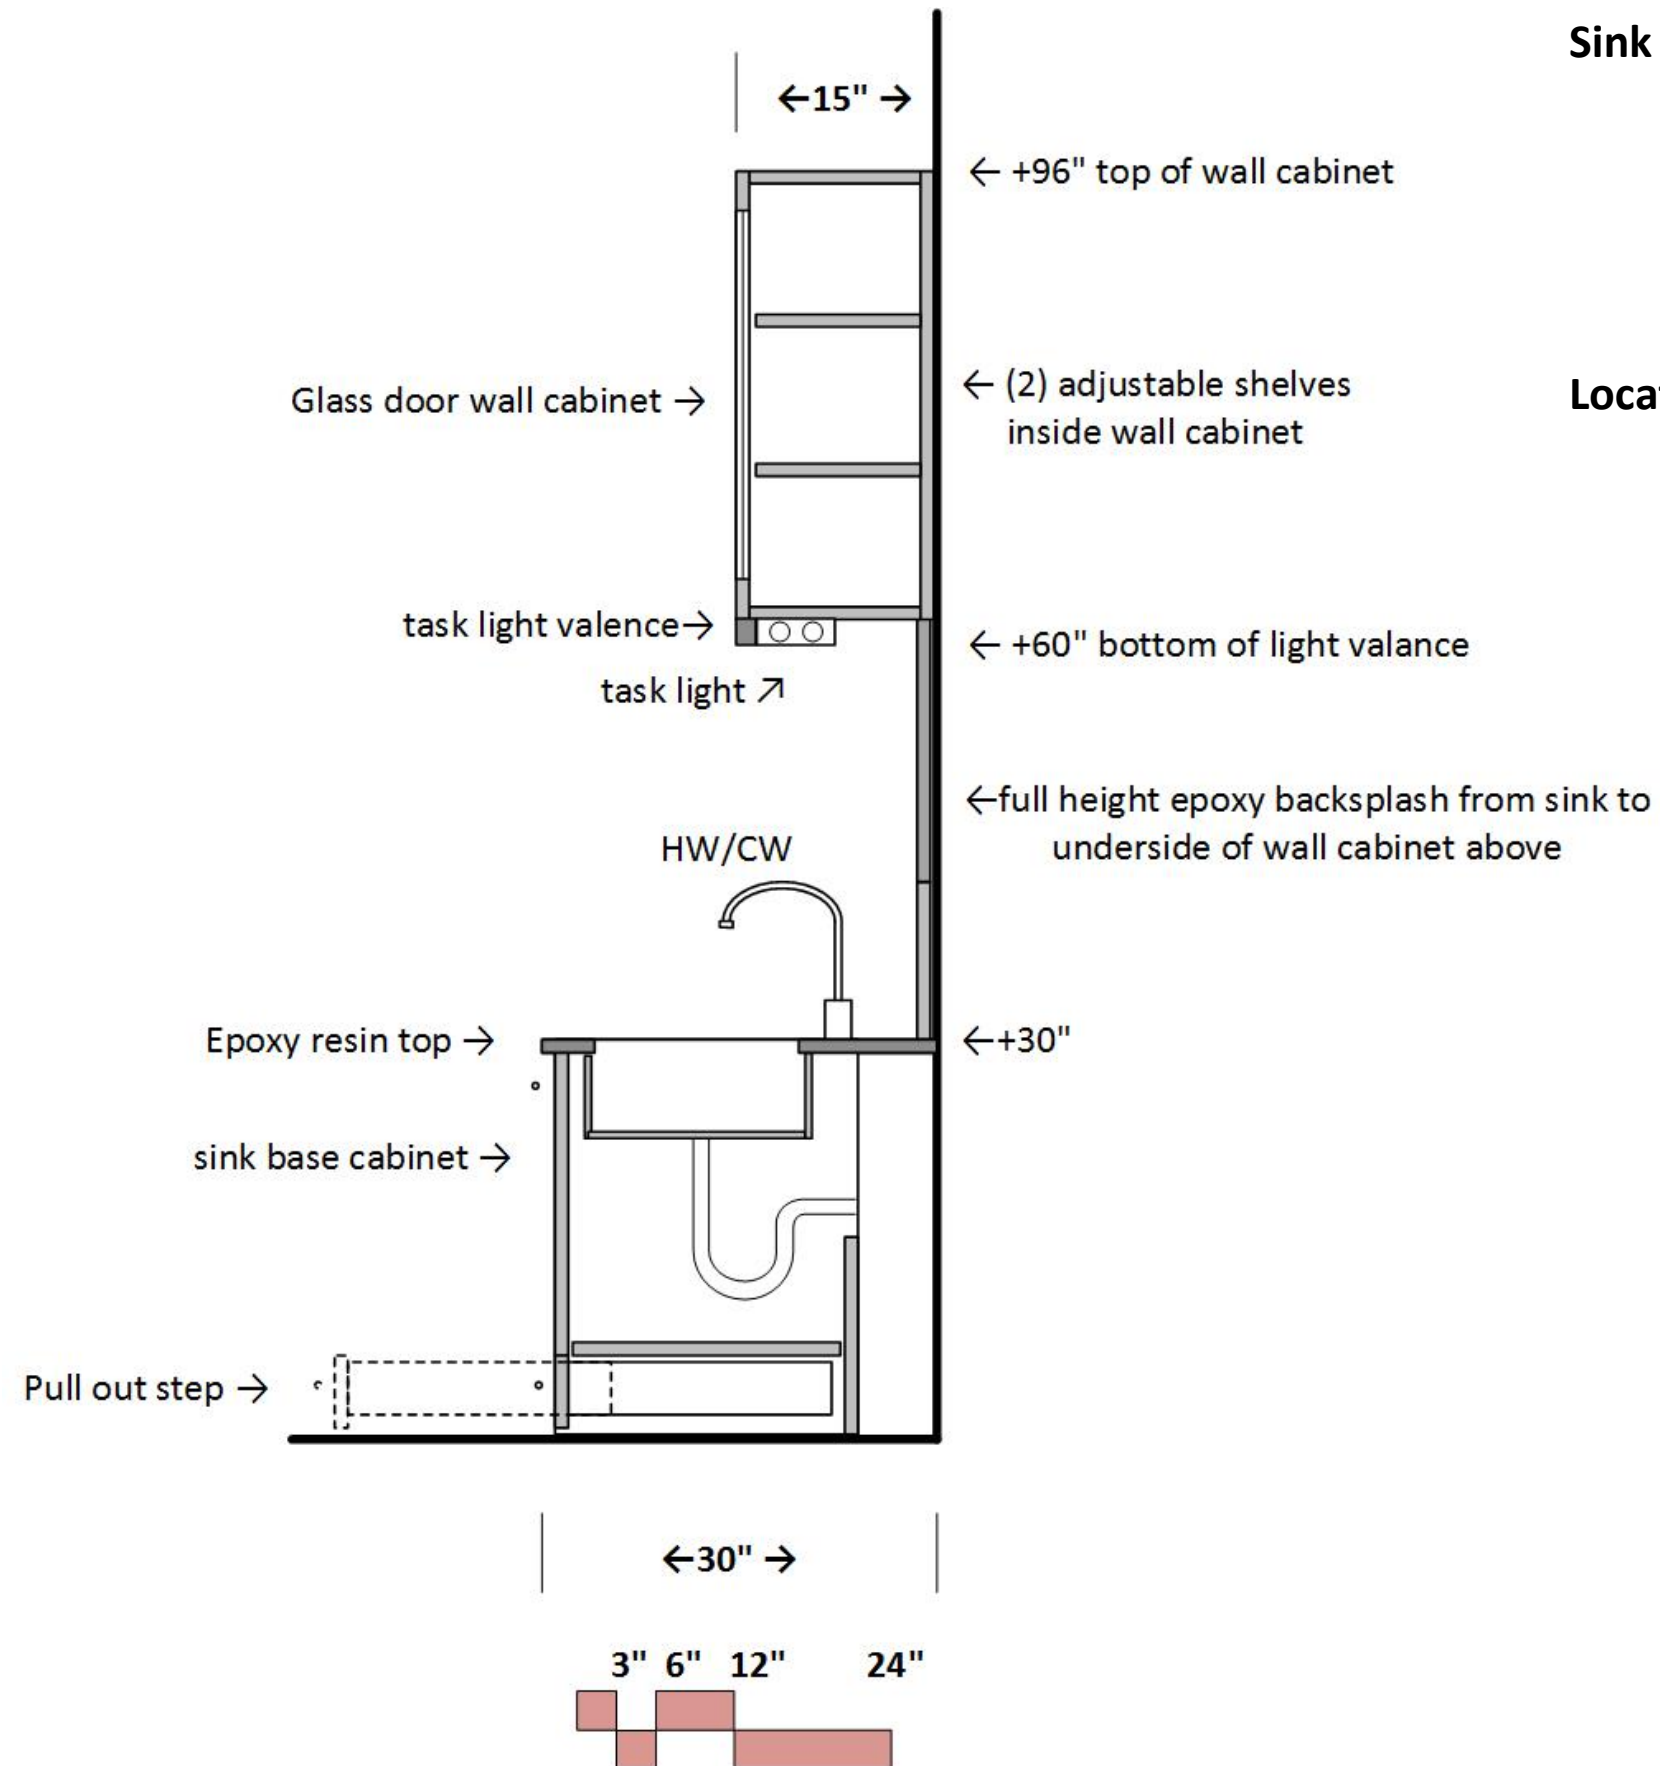 Sink
←15" →
← +96" top of wall cabinet
Glass door wall cabinet →
← (2) adjustable shelves
inside wall cabinet
task light valence→
← +60" bottom of light valance
task light ↗
←full height epoxy backsplash from sink to
underside of wall cabinet above
HW/CW
Epoxy resin top →
←+30"
sink base cabinet →
Pull out step →
←30" →
3" 6" 12" 24"